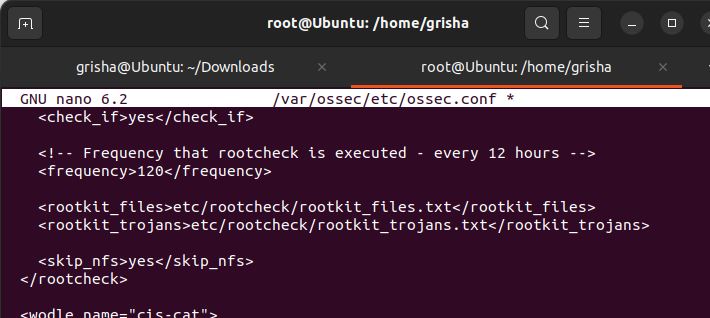 root@Ubuntu: /home/grisha
grisha@Ubuntu: ~/Downloads × root@Ubuntu: /home/grisha ×
GNU nano 6.2 /var/ossec/etc/ossec.conf *
<check_if>yes</check_if>
<!-- Frequency that rootcheck is executed - every 12 hours -->
<frequency>120</frequency>
<rootkit_files>etc/rootcheck/rootkit_files.txt</rootkit_files>
<rootkit_trojans>etc/rootcheck/rootkit_trojans.txt</rootkit_trojans>
<skip_nfs>yes</skip_nfs>
</rootcheck>
<wodle name="cis-cat">